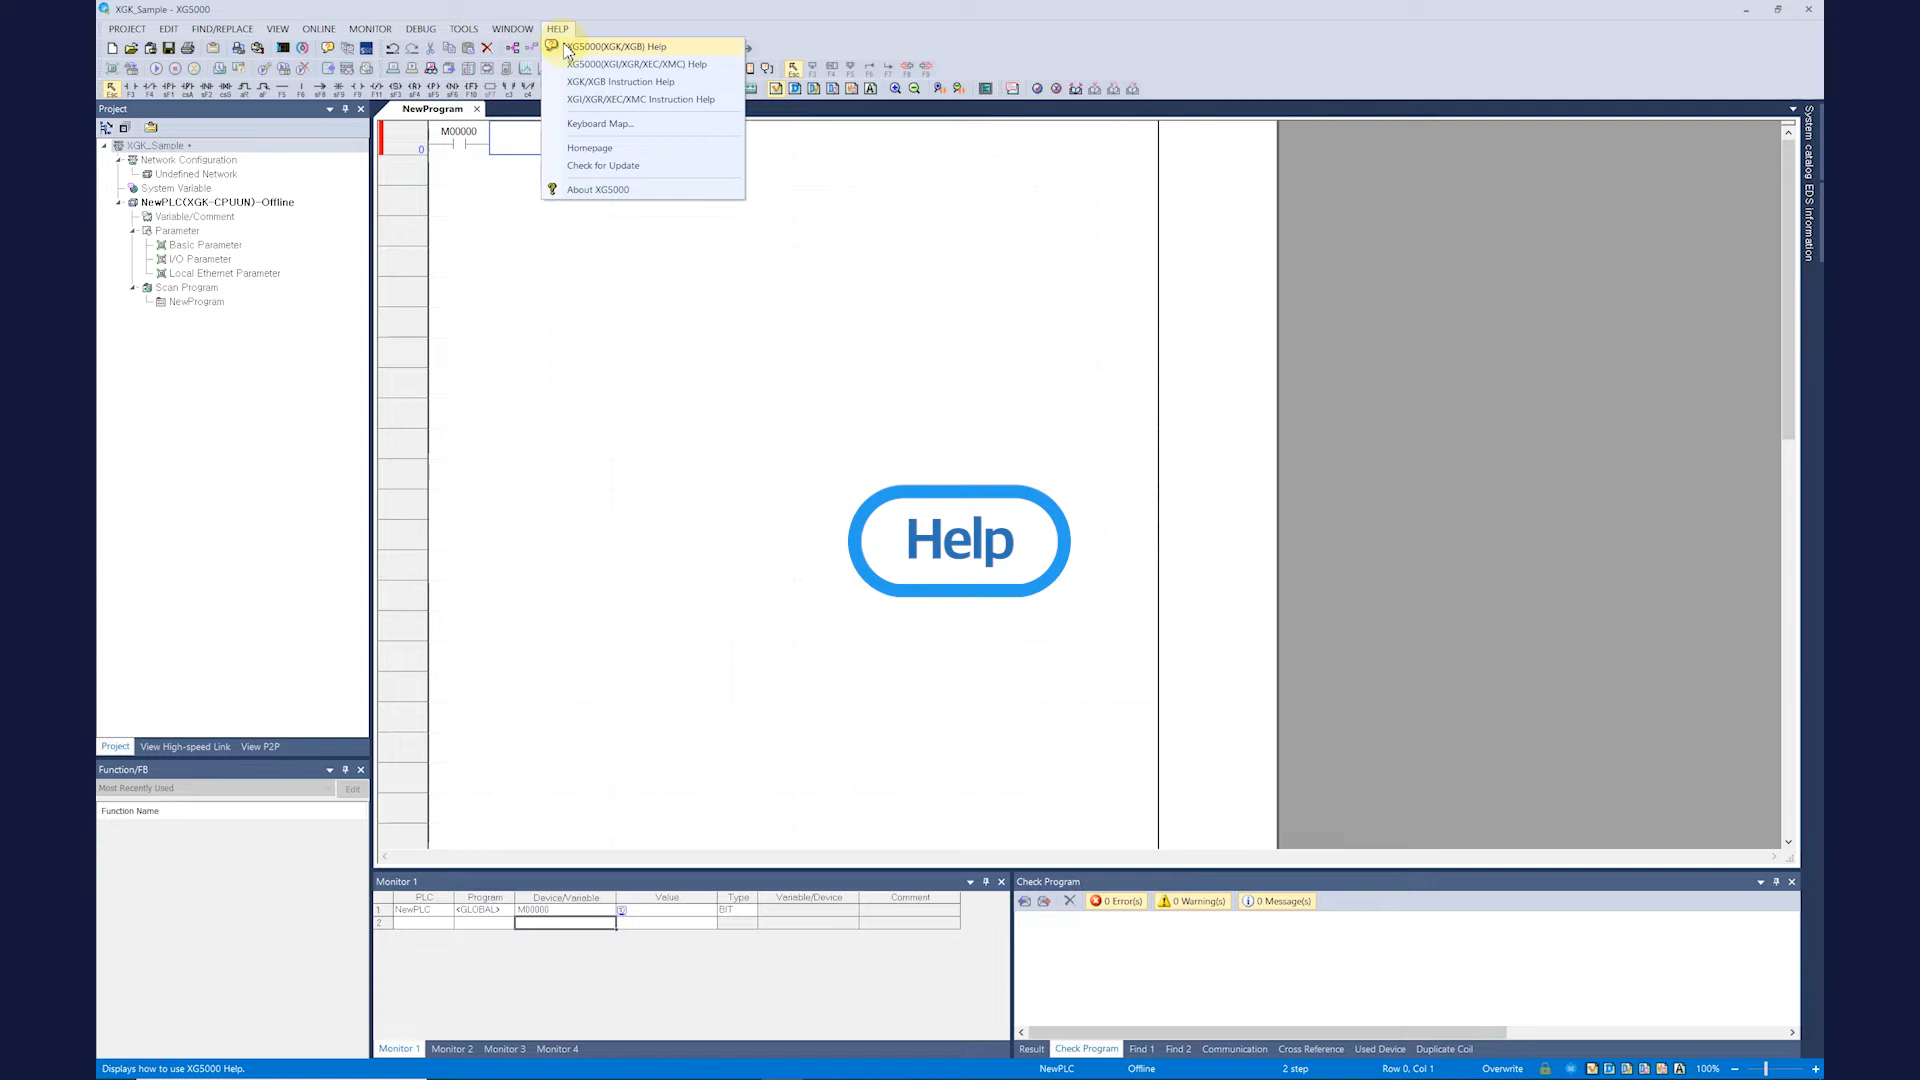 XGK_Sample - XG5000
PROJECT EDIT FIND/REPLACE VIEW ONLINE MONITOR DEBUG TOOLS WINDOW HELP
XG5000(XGK/XGB) Help
XG5000(XGI/XGR/XEC/XMC) Help
XGK/XGB Instruction Help
XGI/XGR/XEC/XMC Instruction Help
Keyboard Map...
Homepage
Check for Update
About XG5000
Project
XGK_Sample *
Network Configuration
Undefined Network
System Variable
NewPLC(XGK-CPUUN)-Offline
Variable/Comment
Parameter
Basic Parameter
I/O Parameter
Local Ethernet Parameter
Scan Program
NewProgram
Project View High-speed Link View P2P
Function/FB
Most Recently Used Edit
Function Name
NewProgram
M00000
0
Help
System catalog
EDS information
Monitor 1
PLC Program Device/Variable Value Type Variable/Device Comment
1 NewPLC <GLOBAL> M00000 BIT
2
Monitor 1 Monitor 2 Monitor 3 Monitor 4
Check Program
0 Error(s) 0 Warning(s) 0 Message(s)
Result Check Program Find 1 Find 2 Communication Cross Reference Used Device Duplicate Coil
Displays how to use XG5000 Help. NewPLC Offline 2 step Row 0, Col 1 Overwrite 100%